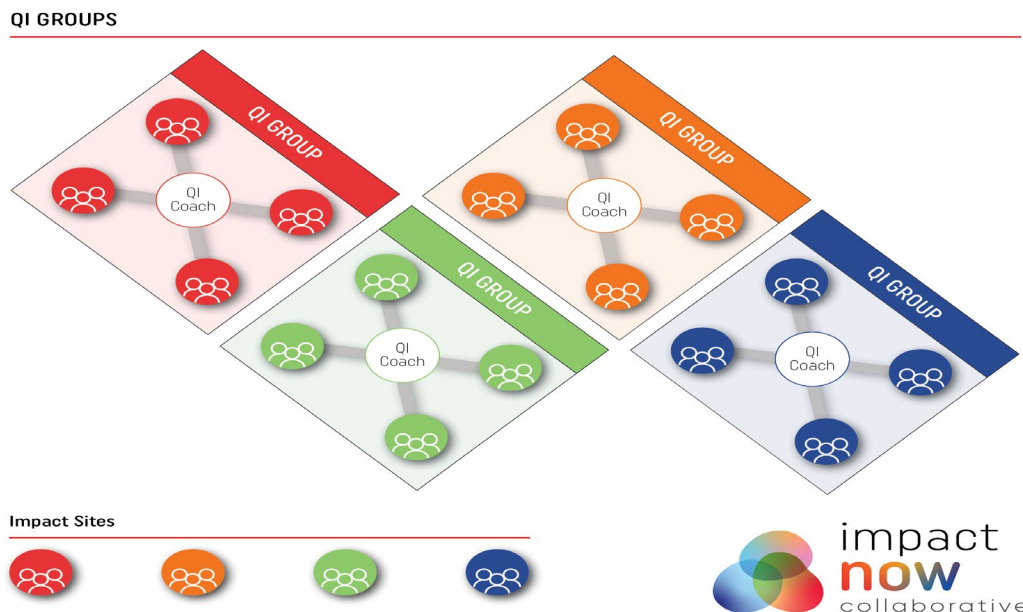 QI GROUPS
QI GROUP
QI
Coach
QI GROUP
QI
Coach
QI GROUP
QI
Coach
QI GROUP
QI
Coach
Impact Sites
impact
now
collaborative